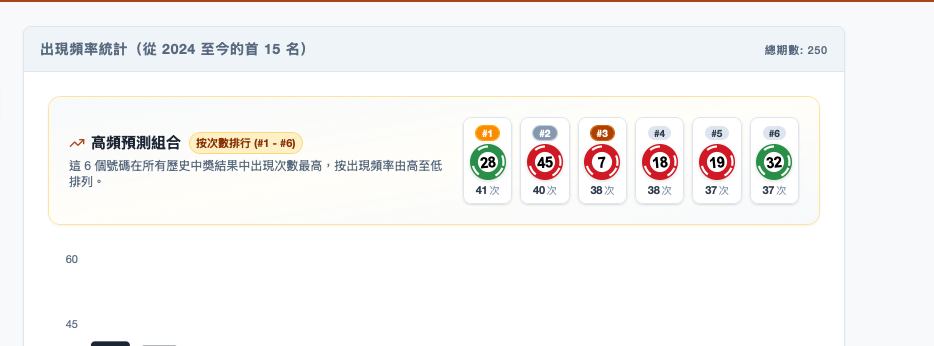 出現頻率統計（從 2024 至今的首 15 名）
總期數: 250
高頻預測組合
按次數排行 (#1 - #6)
這 6 個號碼在所有歷史中獎結果中出現次數最高，按出現頻率由高至低
排列。
#1
28
41 次
#2
45
40 次
#3
7
38 次
#4
18
38 次
#5
19
37 次
#6
32
37 次
60
45